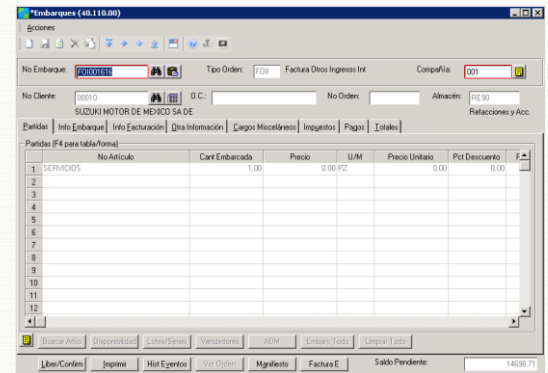 *Embarques (40.110.00)
Acciones
No Embarque: FOI001616 Tipo Orden: FOII Factura Otros Ingresos Int Compañía: 001
No Cliente: 00010 O.C.: No Orden: Almacén: RE90
SUZUKI MOTOR DE MEXICO SA DE Relacciones y Acc.
Partidas Info Embarque Info Facturación Otra Información Cargos Misceláneos Impuestos Pagos Totales
Partidas (F4 para tabla/forma)
No Artículo Cant Embarcada Precio U/M Precio Unitario Pct Descuento F
1 SERVICIOS 1.00 0.00 PZ 0.00 0.00
2
3
4
5
6
7
8
9
10
11
12
Buscar Artío Disponibilidad Lotes/Series Vendedores ADM Embarc Todo Limpiar Todo
Liber/Confirm Imprimir Hist Eventos Ver Orden Manifiesto Factura E Saldo Pendiente: 14696.71